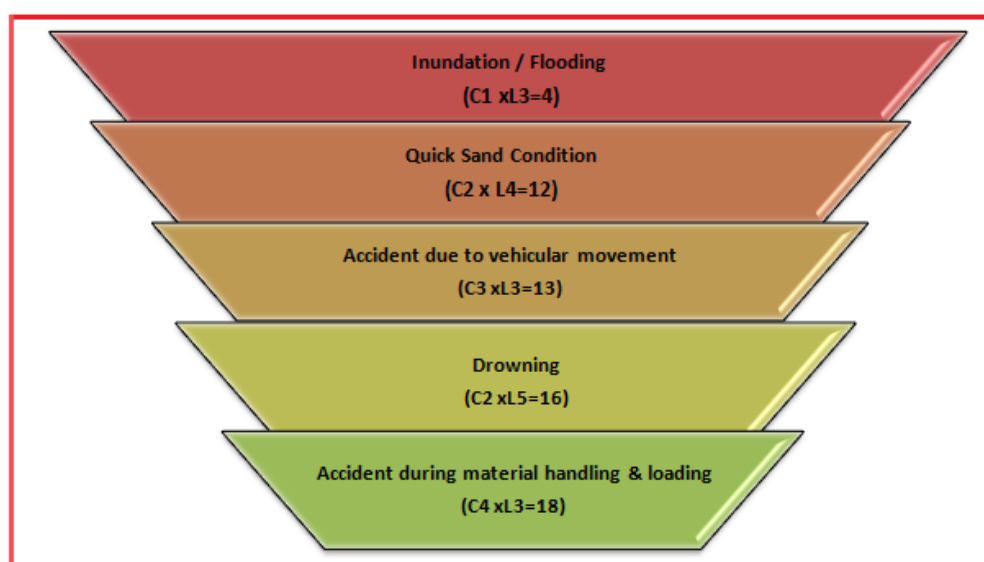 Inundation / Flooding
(C1 xL3=4)
Quick Sand Condition
(C2 x L4=12)
Accident due to vehicular movement
(C3 xL3=13)
Drowning
(C2 xL5=16)
Accident during material handling & loading
(C4 xL3=18)